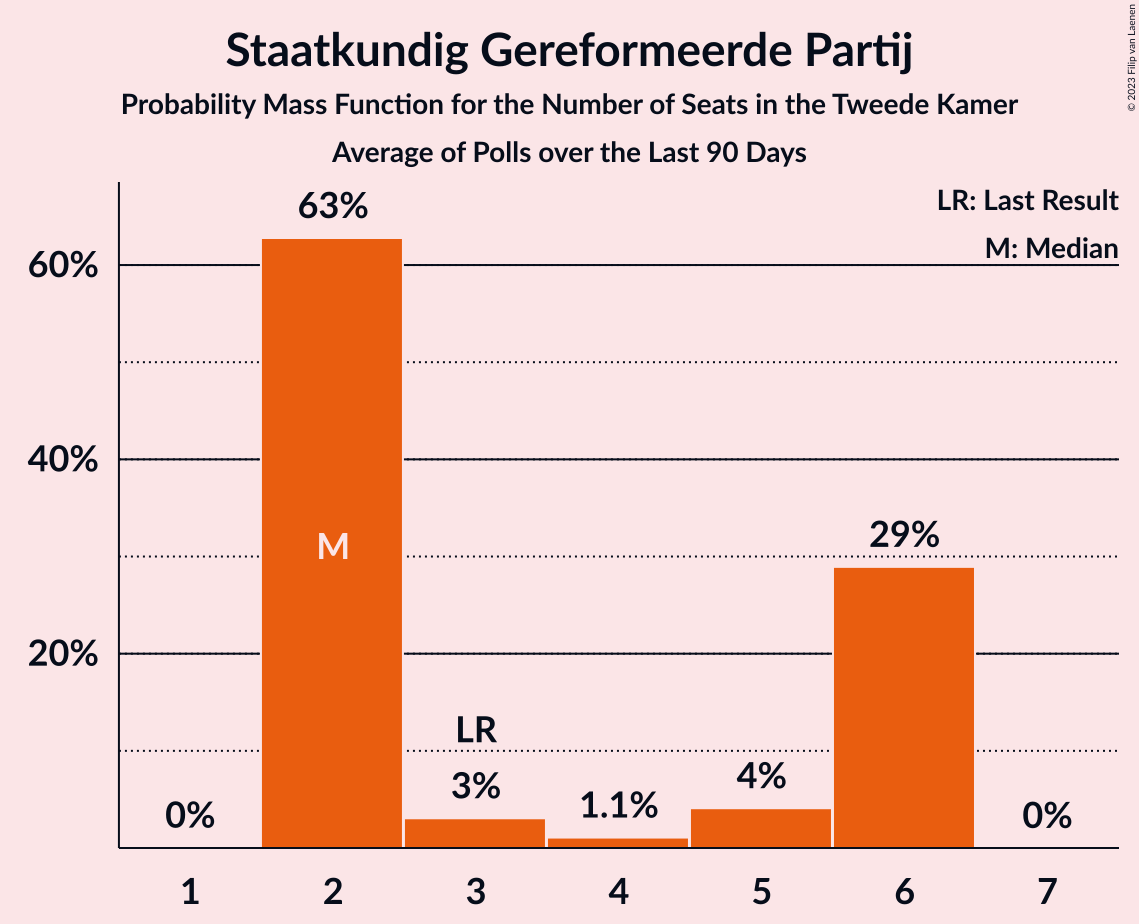 Staatkundig Gereformeerde Partij
Probability Mass Function for the Number of Seats in the Tweede Kamer
Average of Polls over the Last 90 Days
© 2023 Filip van Laenen
LR: Last Result
M: Median
63%
60%
40%
M
29%
20%
LR
4%
3%
1.1%
0%
0%
1 2 3 4 5 6 7